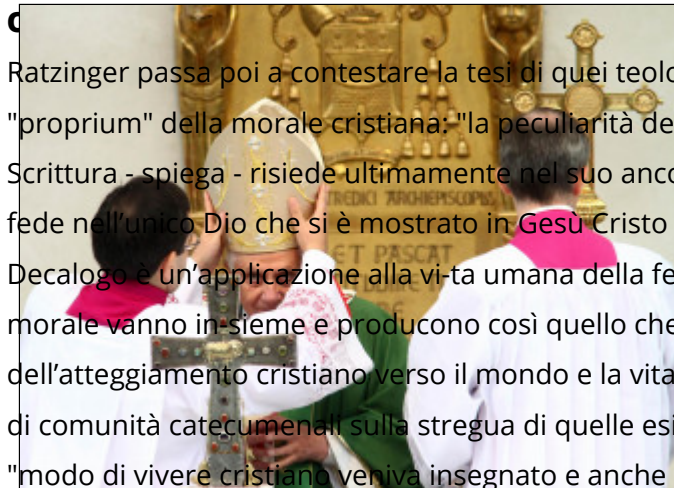 Ratzinger passa poi a contestare la tesi di quei teolo
"proprium" della morale cristiana: "la peculiarità de
Scrittura - spiega - risiede ultimamente nel suo anco
fede nell'unico Dio che si è mostrato in Gesù Cristo
Decalogo è un'applicazione alla vi-ta umana della fe
morale vanno in-sieme e producono così quello che
dell'atteggiamento cristiano verso il mondo e la vita
di comunità catecumenali sulla stregua di quelle esi
"modo di vivere cristiano veniva insegnato e anche
TREDICI
ET PASCAT